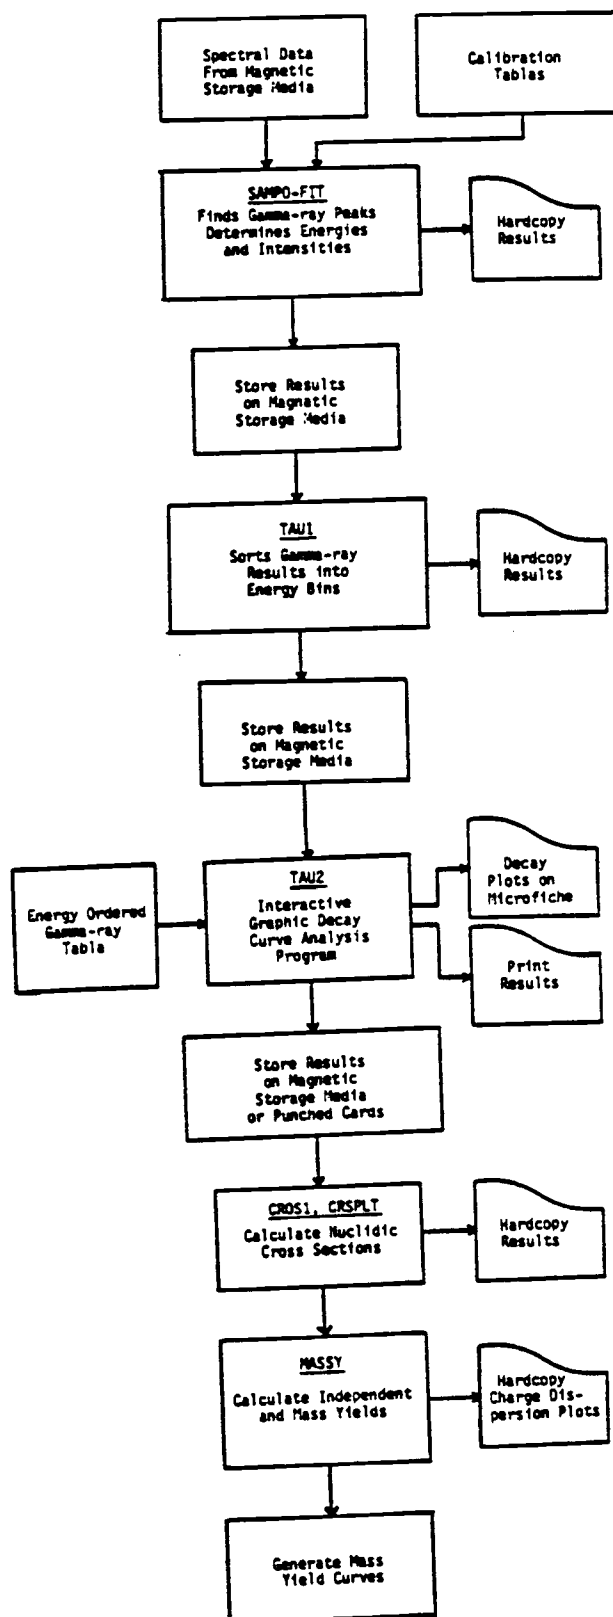 Spectral Data
From Magnetic
Storage Media
Calibration
Tablas
SAMPO-FIT
Finds Gamma-ray Peaks
Determines Energies
and Intensities
Hardcopy
Results
Store Results
on Magnatic
Storage Media
TAU1
Sorts Gamma-ray
Results into
Energy Bins
Hardcopy
Results
Store Results
on Magnetic
Storage Media
Energy Ordered
Gamma-ray
Tabla
TAU2
Interactive
Graphic Decay
Curve Analysis
Program
Decay
Plots on
Microfiche
Print
Results
Store Results
on Magnetic
Storage Media
or Punched Cards
CROS1, CRSPLT
Calculate Nuclidic
Cross Sections
Hardcopy
Results
MASSY
Calculate Independent
and Mass Yields
Hardcopy
Charge Dis-
persion Plots
Generate Mass
Yield Curves